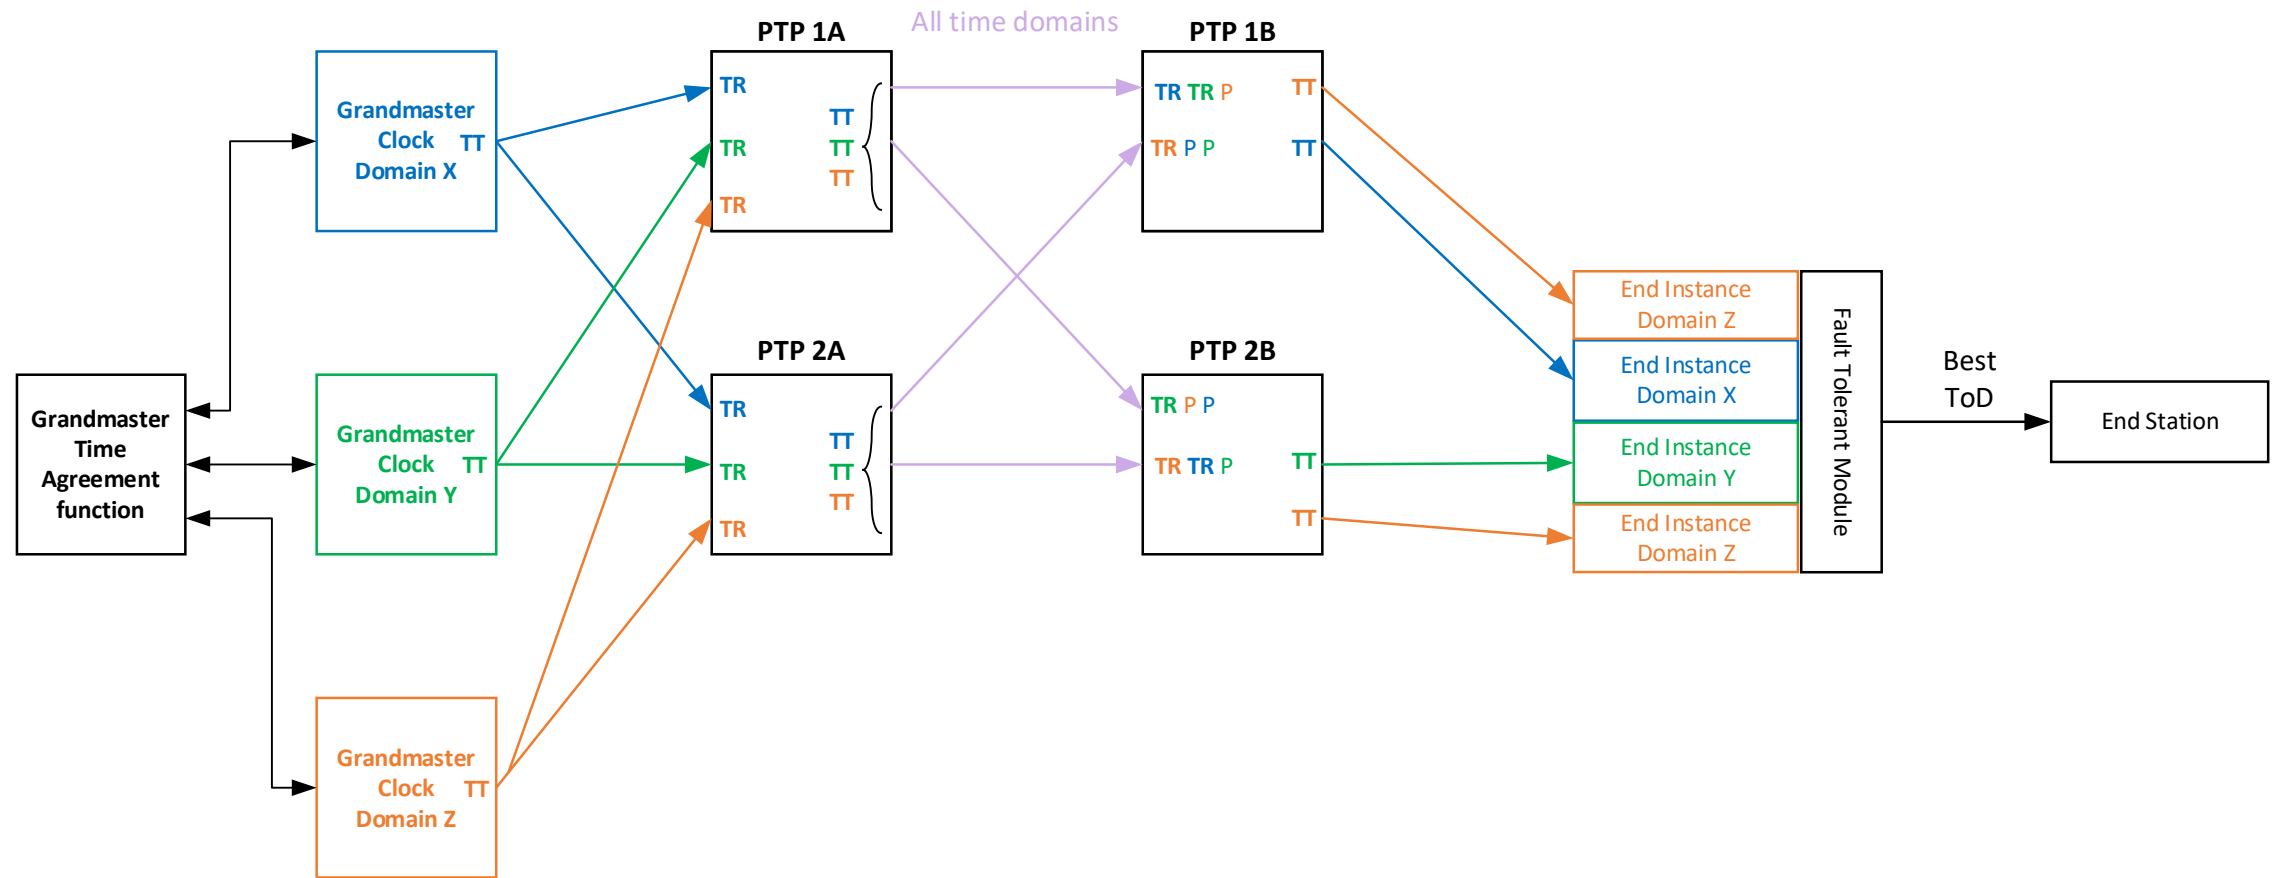 All time domains
PTP 1A
PTP 1B
Grandmaster
Clock TT
Domain X
TR
TR
TR
TT
TT
TT
TR TR P
TR P P
TT
TT
Grandmaster
Time
Agreement
function
Grandmaster
Clock TT
Domain Y
PTP 2A
PTP 2B
TR
TR
TR
TT
TT
TT
TR P P
TR TR P
TT
TT
Grandmaster
Clock TT
Domain Z
End Instance
Domain Z
End Instance
Domain X
End Instance
Domain Y
End Instance
Domain Z
Fault Tolerant Module
Best
ToD
End Station